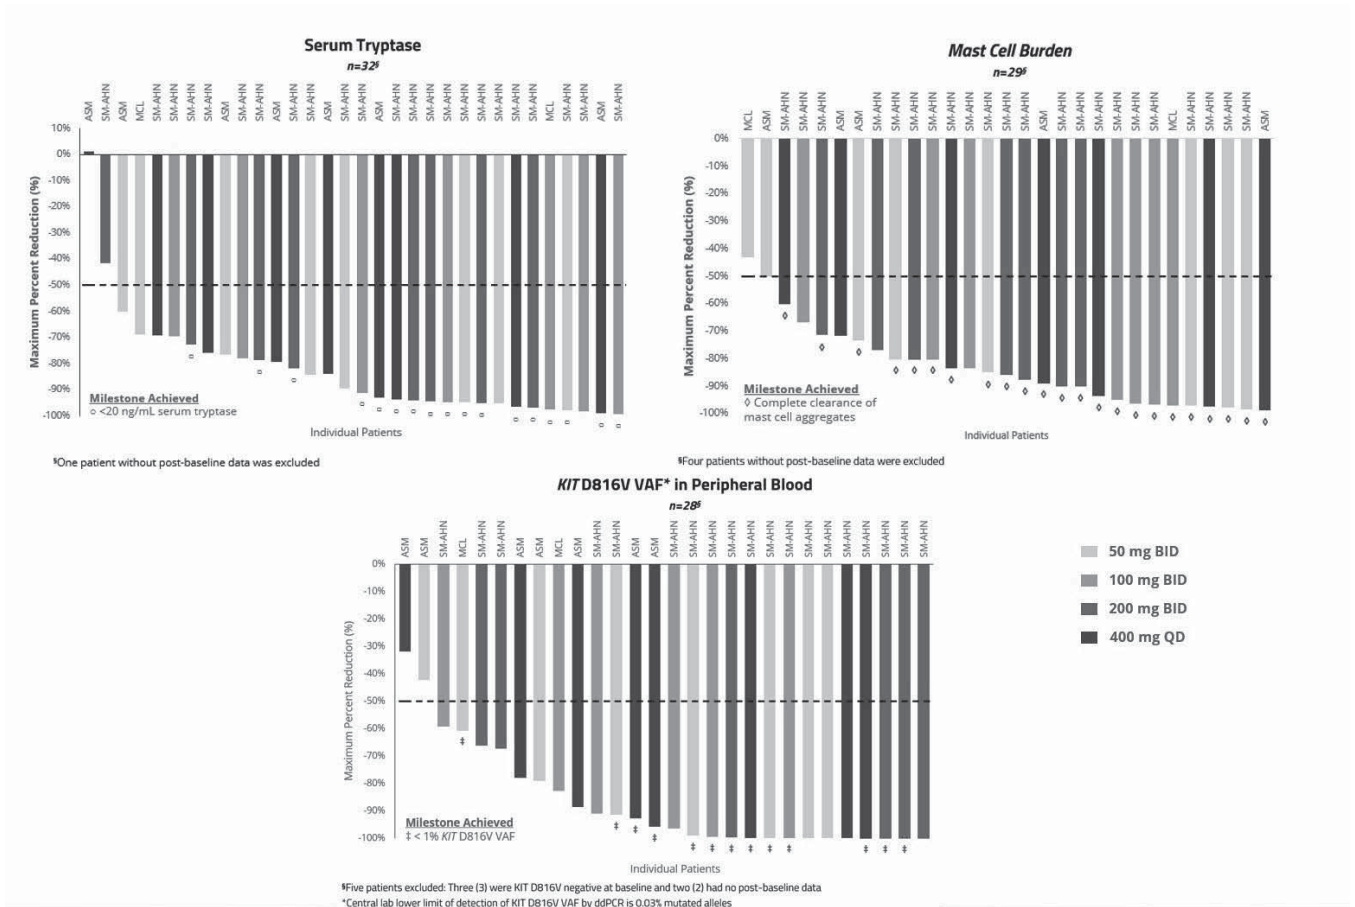 Serum Tryptase
n=32§
ASM SM-AHN ASM MCL SM-AHN SM-AHN SM-AHN SM-AHN ASM SM-AHN SM-AHN ASM SM-AHN SM-AHN ASM SM-AHN SM-AHN ASM SM-AHN SM-AHN SM-AHN SM-AHN SM-AHN SM-AHN SM-AHN SM-AHN SM-AHN MCL SM-AHN SM-AHN ASM SM-AHN
Maximum Percent Reduction (%)
10%
0%
-10%
-20%
-30%
-40%
-50%
-60%
-70%
-80%
-90%
-100%
Milestone Achieved
¤ <20 ng/mL serum tryptase
Individual Patients
§One patient without post-baseline data was excluded
Mast Cell Burden
n=29§
MCL ASM SM-AHN SM-AHN SM-AHN ASM ASM SM-AHN SM-AHN SM-AHN SM-AHN SM-AHN SM-AHN SM-AHN SM-AHN SM-AHN ASM SM-AHN SM-AHN SM-AHN SM-AHN SM-AHN SM-AHN MCL SM-AHN SM-AHN SM-AHN SM-AHN ASM
Maximum Percent Reduction (%)
0%
-10%
-20%
-30%
-40%
-50%
-60%
-70%
-80%
-90%
-100%
Milestone Achieved
◊ Complete clearance of
mast cell aggregates
Individual Patients
§Four patients without post-baseline data were excluded
KIT D816V VAF* in Peripheral Blood
n=28§
ASM ASM SM-AHN MCL SM-AHN SM-AHN ASM ASM MCL ASM SM-AHN SM-AHN ASM ASM SM-AHN SM-AHN SM-AHN SM-AHN SM-AHN SM-AHN SM-AHN SM-AHN SM-AHN SM-AHN SM-AHN SM-AHN SM-AHN SM-AHN
Maximum Percent Reduction (%)
0%
-10%
-20%
-30%
-40%
-50%
-60%
-70%
-80%
-90%
-100%
Milestone Achieved
‡ < 1% KIT D816V VAF
Individual Patients
50 mg BID
100 mg BID
200 mg BID
400 mg QD
§Five patients excluded: Three (3) were KIT D816V negative at baseline and two (2) had no post-baseline data
*Central lab lower limit of detection of KIT D816V VAF by ddPCR is 0.03% mutated alleles